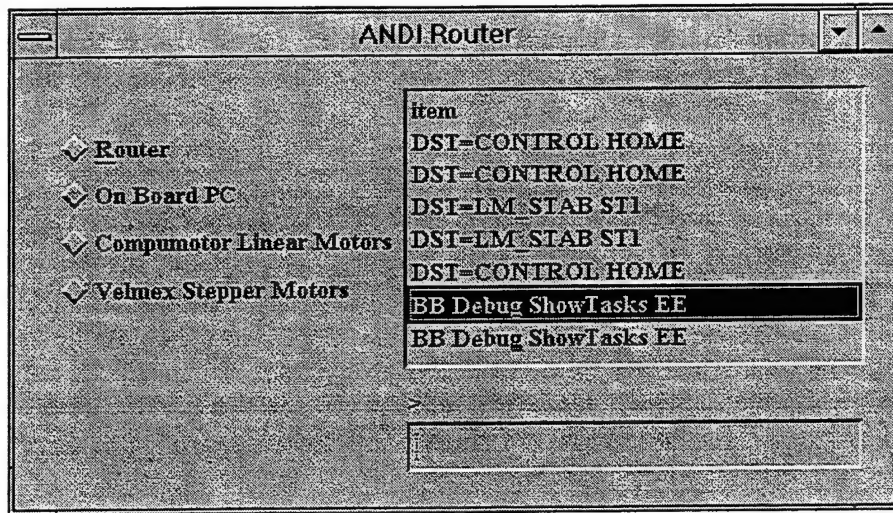 ANDI Router
Router
On Board PC
Compumotor Linear Motors
Velmex Stepper Motors
item
DST=CONTROL HOME
DST=CONTROL HOME
DST=LM_STAB ST1
DST=LM_STAB ST1
DST=CONTROL HOME
BB Debug ShowTasks EE
BB Debug ShowTasks EE
>